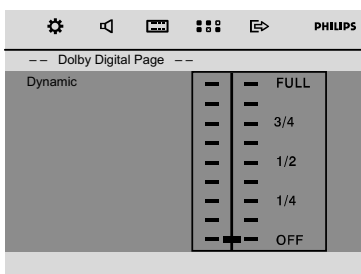 PHILIPS
-- Dolby Digital Page --
Dynamic
FULL
3/4
1/2
1/4
OFF